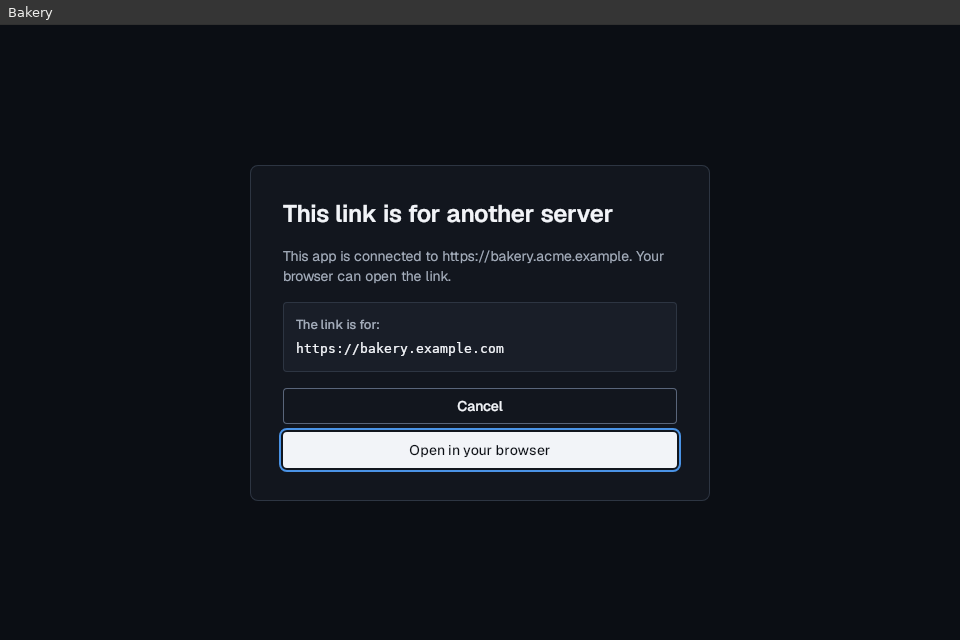 Bakery
This link is for another server
This app is connected to https://bakery.acme.example. Your
browser can open the link.
The link is for:
https://bakery.example.com
Cancel
Open in your browser